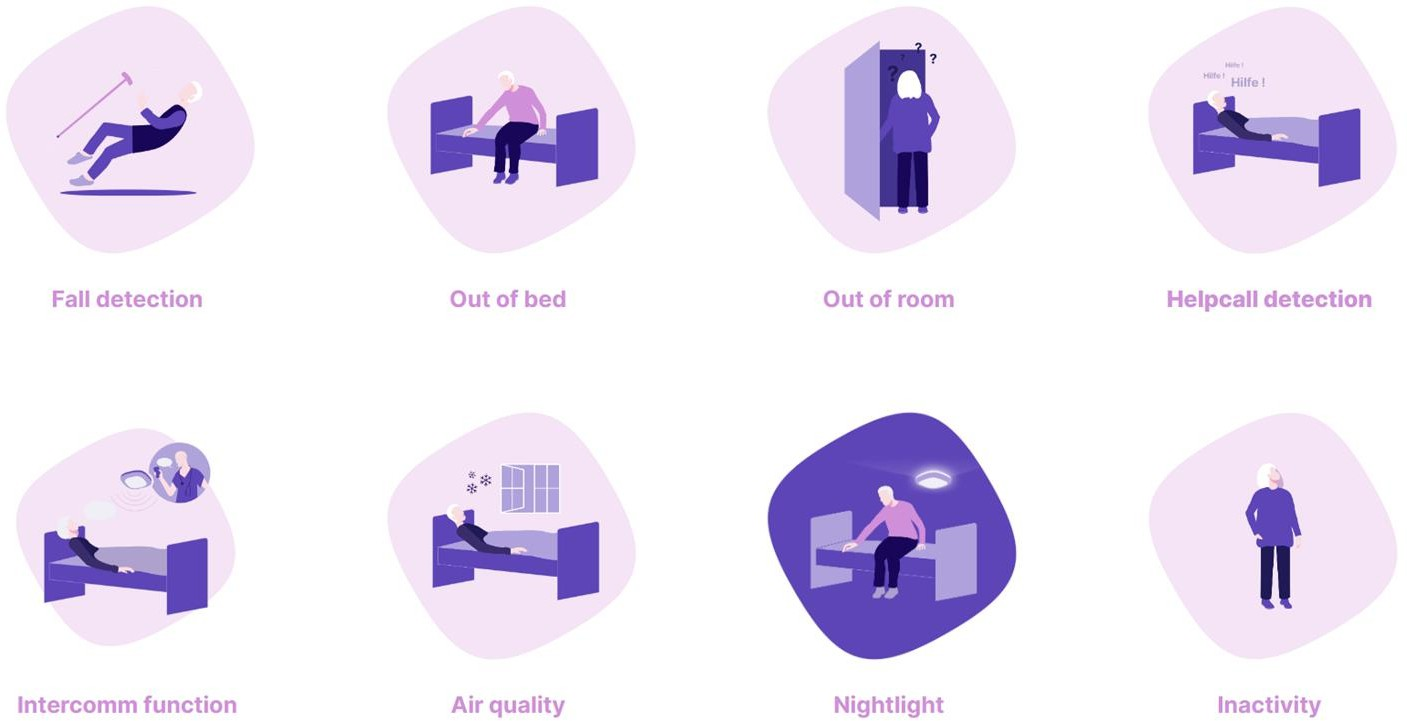 ? ? ? ?
Hilfe !
Hilfe !
Hilfe !
Fall detection
Out of bed
Out of room
Helpcall detection
Intercomm function
Air quality
Nightlight
Inactivity